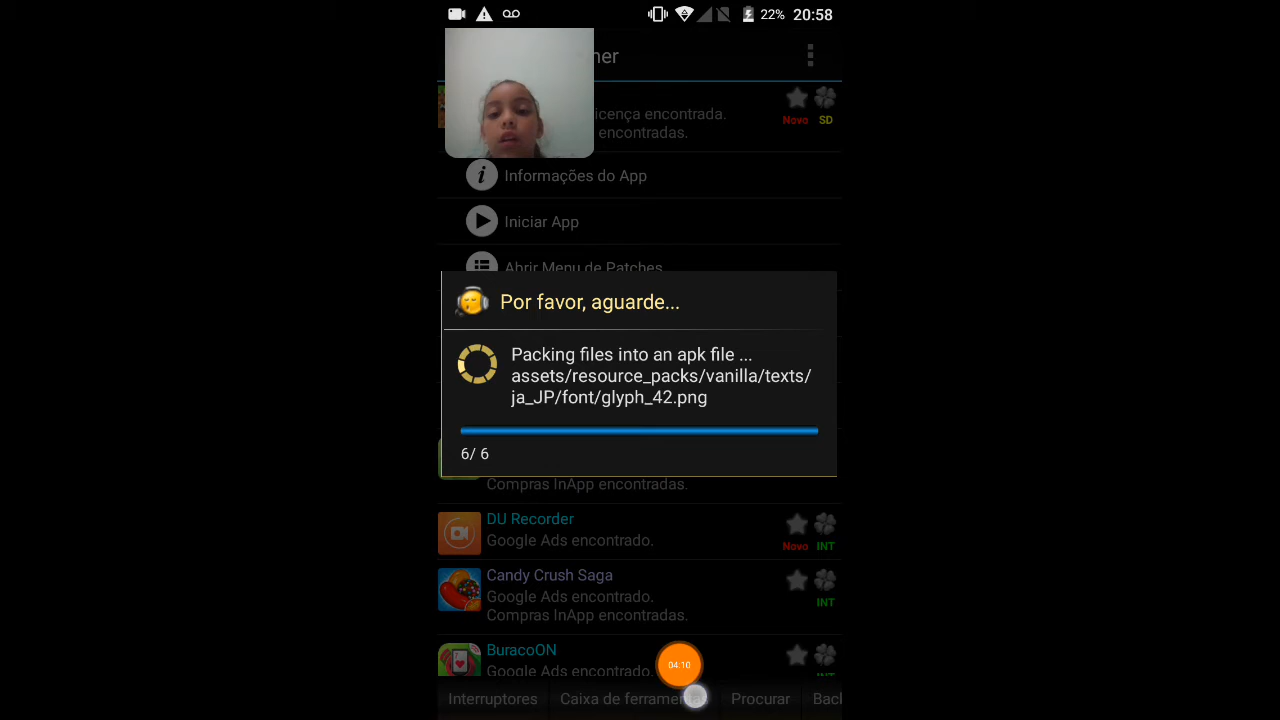 22% 20:58
her
icença encontrada.
encontradas.
Novo SD
Informações do App
Iniciar App
Abrir Menu de Patches
Por favor, aguarde...
Packing files into an apk file ...
assets/resource_packs/vanilla/texts/
ja_JP/font/glyph_42.png
6/ 6
Compras InApp encontradas.
DU Recorder
Google Ads encontrado.
Novo INT
Candy Crush Saga
Google Ads encontrado.
Compras InApp encontradas.
INT
BuracoON
Google Ads encontrado.
04:10
Interruptores Caixa de ferramen Procurar Back